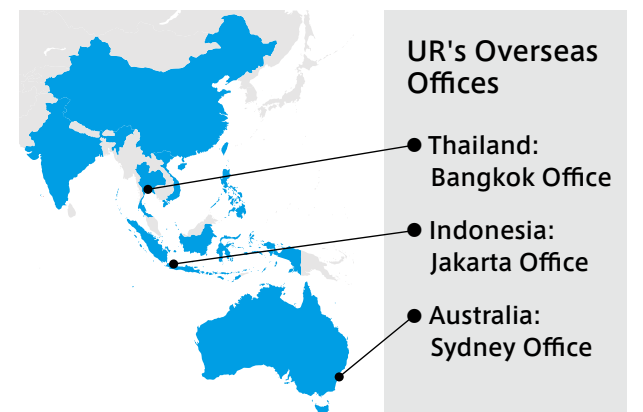 UR's Overseas
Offices
Thailand:
Bangkok Office
Indonesia:
Jakarta Office
Australia:
Sydney Office